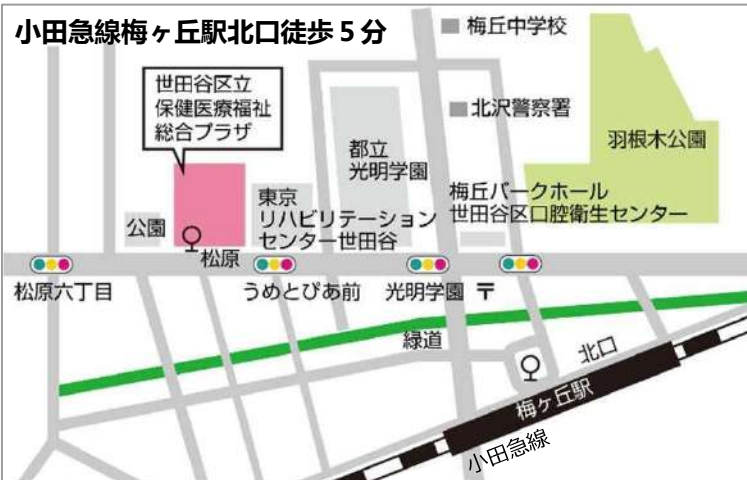 小田急線梅ヶ丘駅北口徒歩５分
梅丘中学校
世田谷区立
保健医療福祉
総合プラザ
北沢警察署
羽根木公園
都立
光明学園
梅丘パークホール
世田谷区口腔衛生センター
東京
リハビリテーション
センター世田谷
公園
松原
松原六丁目
うめとぴあ前
光明学園
〒
緑道
北口
梅ヶ丘駅
小田急線